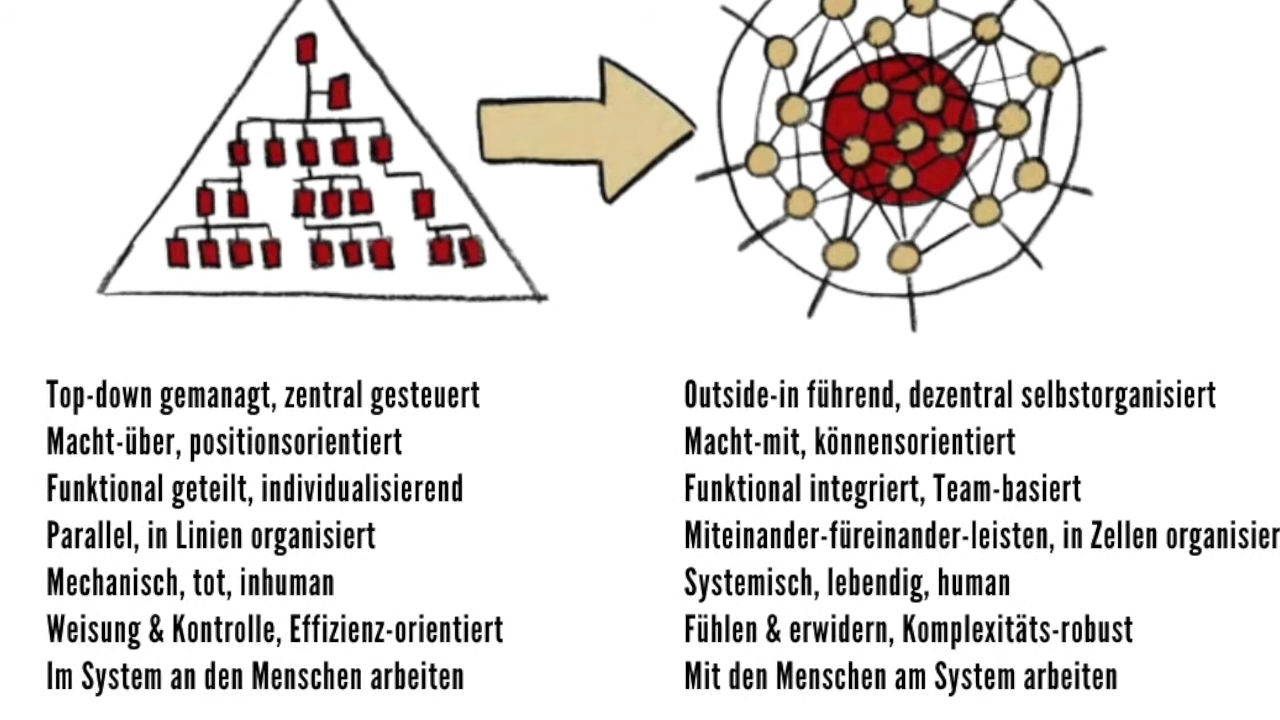 Top-down gemanagt, zentral gesteuert
Macht-über, positionsorientiert
Funktional geteilt, individualisierend
Parallel, in Linien organisiert
Mechanisch, tot, inhuman
Weisung & Kontrolle, Effizienz-orientiert
Im System an den Menschen arbeiten
Outside-in führend, dezentral selbstorganisiert
Macht-mit, könnensorientiert
Funktional integriert, Team-basiert
Miteinander-füreinander-leisten, in Zellen organisier
Systemisch, lebendig, human
Fühlen & erwidern, Komplexitäts-robust
Mit den Menschen am System arbeiten